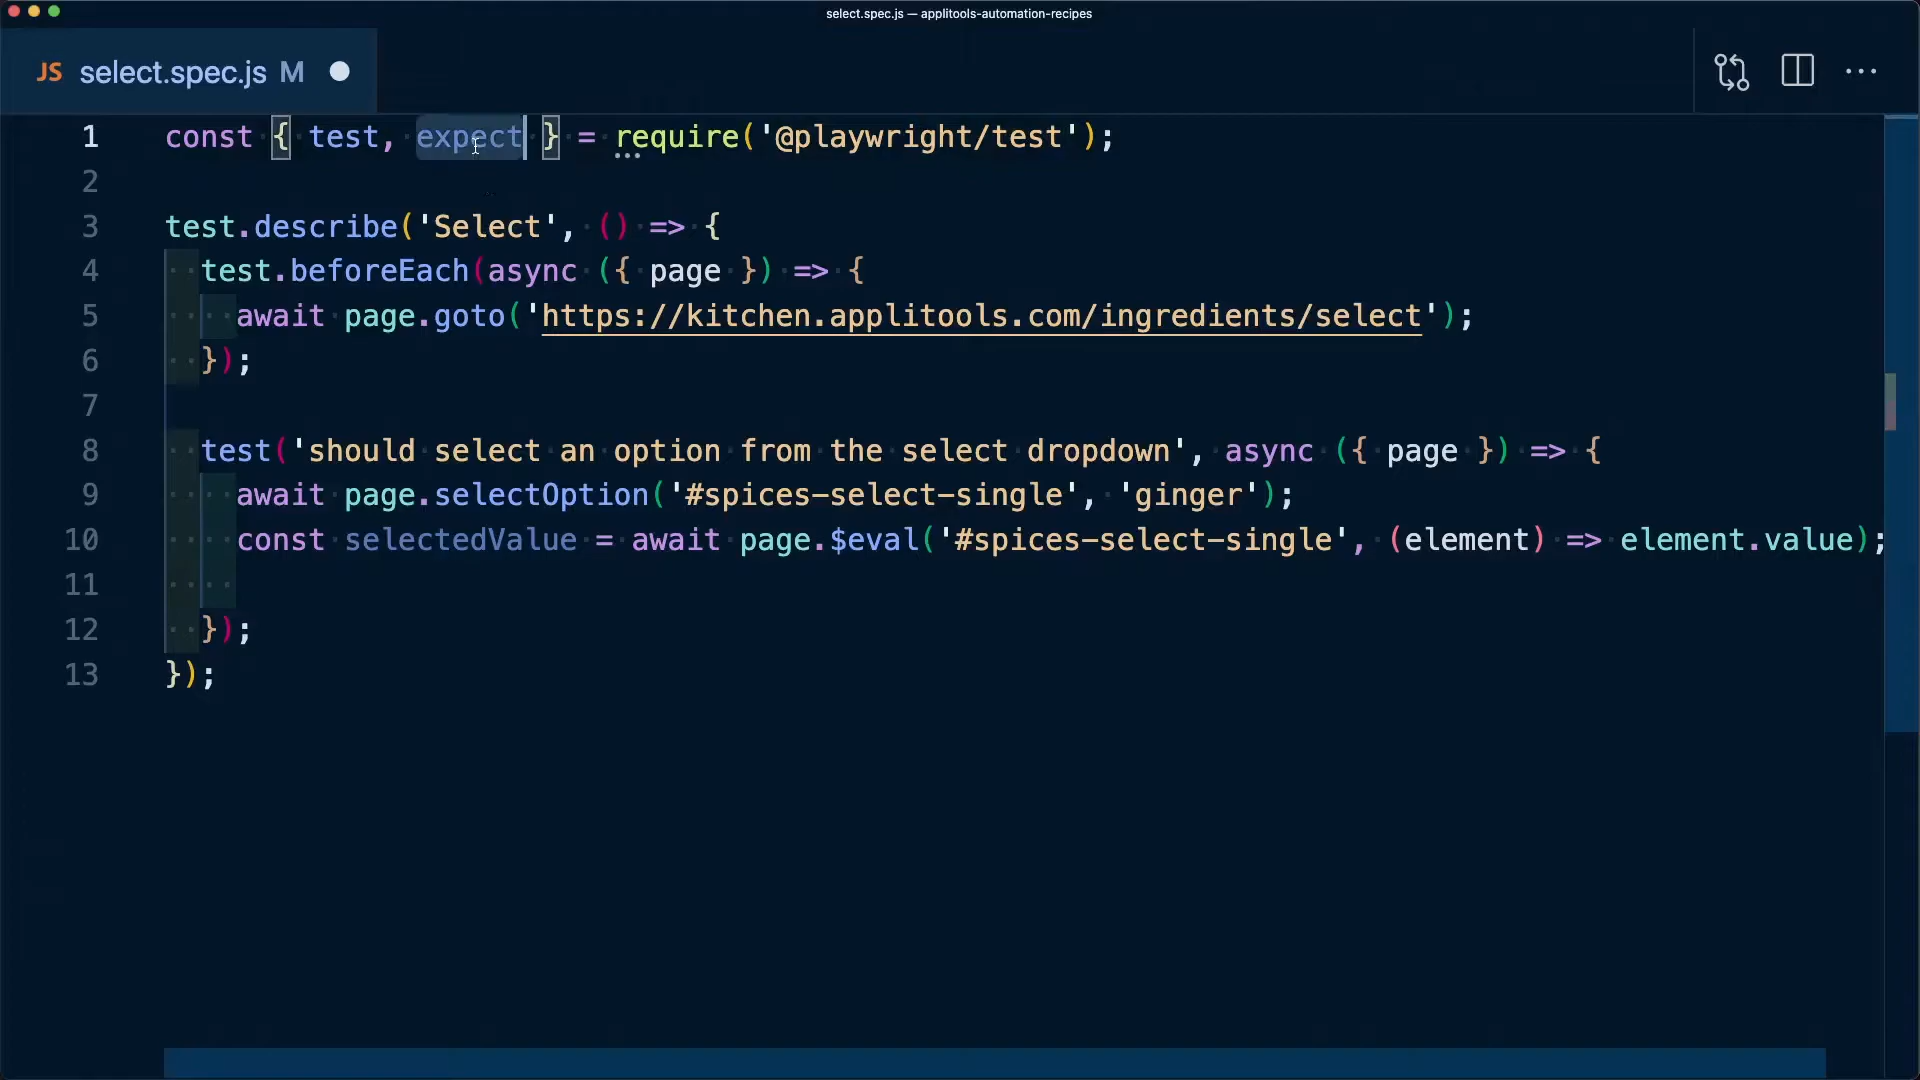 select.spec.js — applitools-automation-recipes
JS select.spec.js M
1 const { test, expect } = require('@playwright/test');
2
3 test.describe('Select', () => {
4 test.beforeEach(async ({ page }) => {
5 await page.goto('https://kitchen.applitools.com/ingredients/select');
6 });
7
8 test('should select an option from the select dropdown', async ({ page }) => {
9 await page.selectOption('#spices-select-single', 'ginger');
10 const selectedValue = await page.$eval('#spices-select-single', (element) => element.value);
11
12 });
13 });